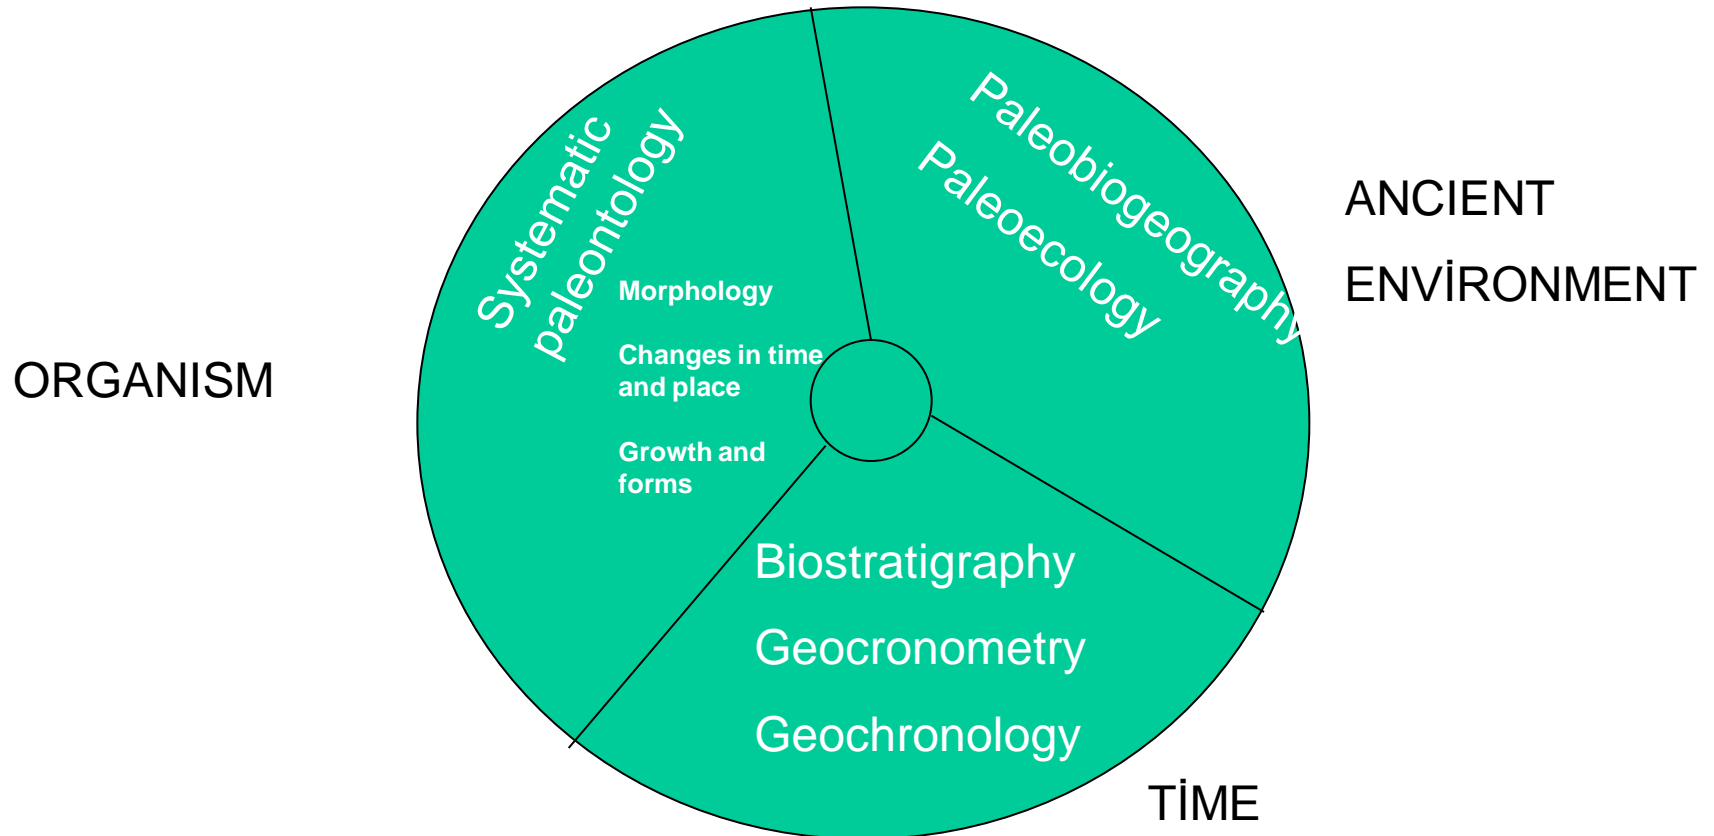 ORGANISM
Systematic
paleontology
Morphology
Changes in time
and place
Growth and
forms
Paleobiogeography
Paleoecology
ANCIENT
ENVİRONMENT
Biostratigraphy
Geocronometry
Geochronology
TİME